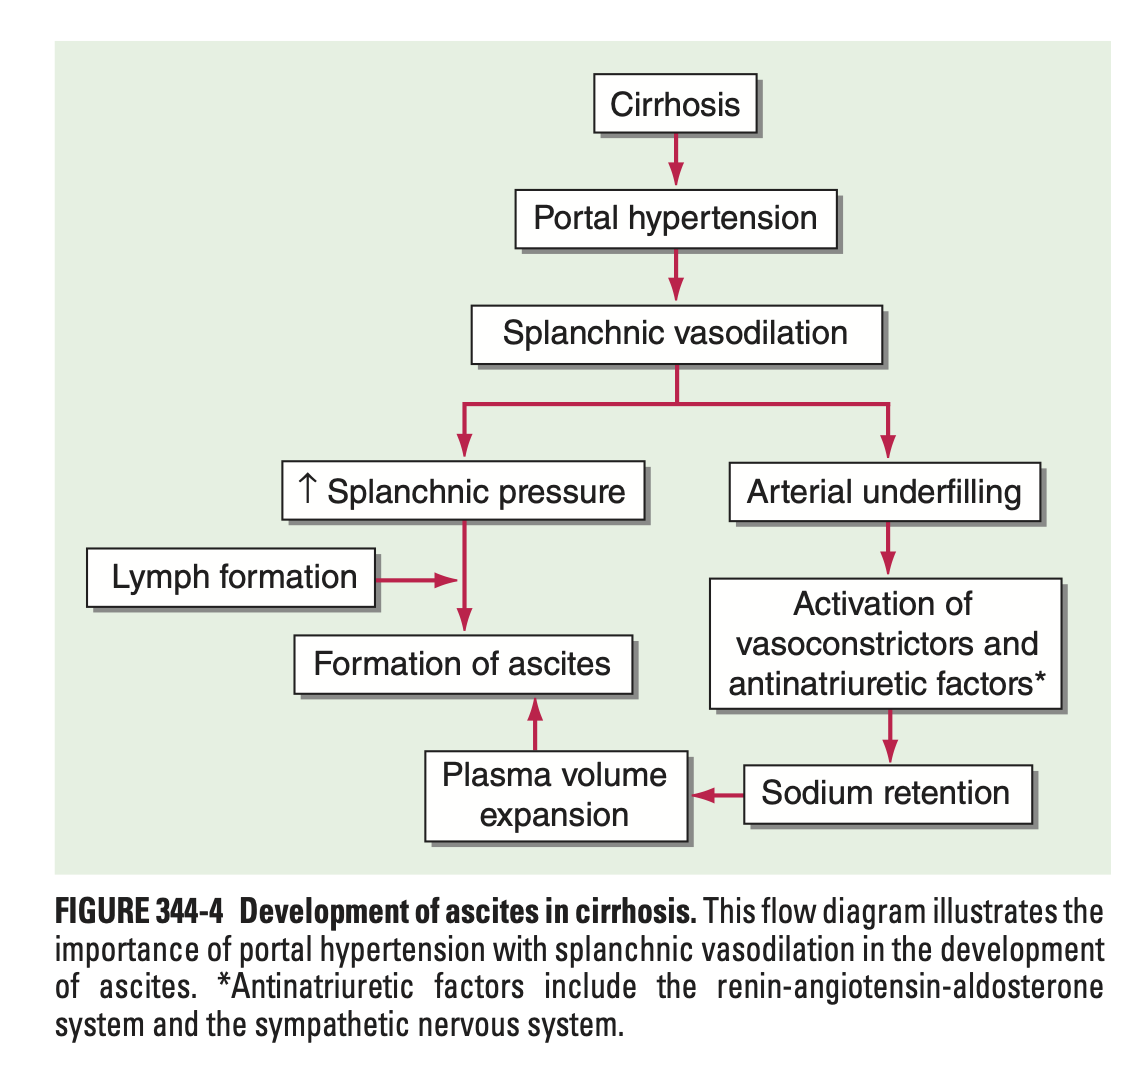 Cirrhosis
Portal hypertension
Splanchnic vasodilation
↑ Splanchnic pressure
Arterial underfilling
Lymph formation
Activation of
vasoconstrictors and
antinatriuretic factors*
Formation of ascites
Plasma volume
expansion
Sodium retention
FIGURE 344-4 Development of ascites in cirrhosis. This flow diagram illustrates the
importance of portal hypertension with splanchnic vasodilation in the development
of ascites. *Antinatriuretic factors include the renin-angiotensin-aldosterone
system and the sympathetic nervous system.